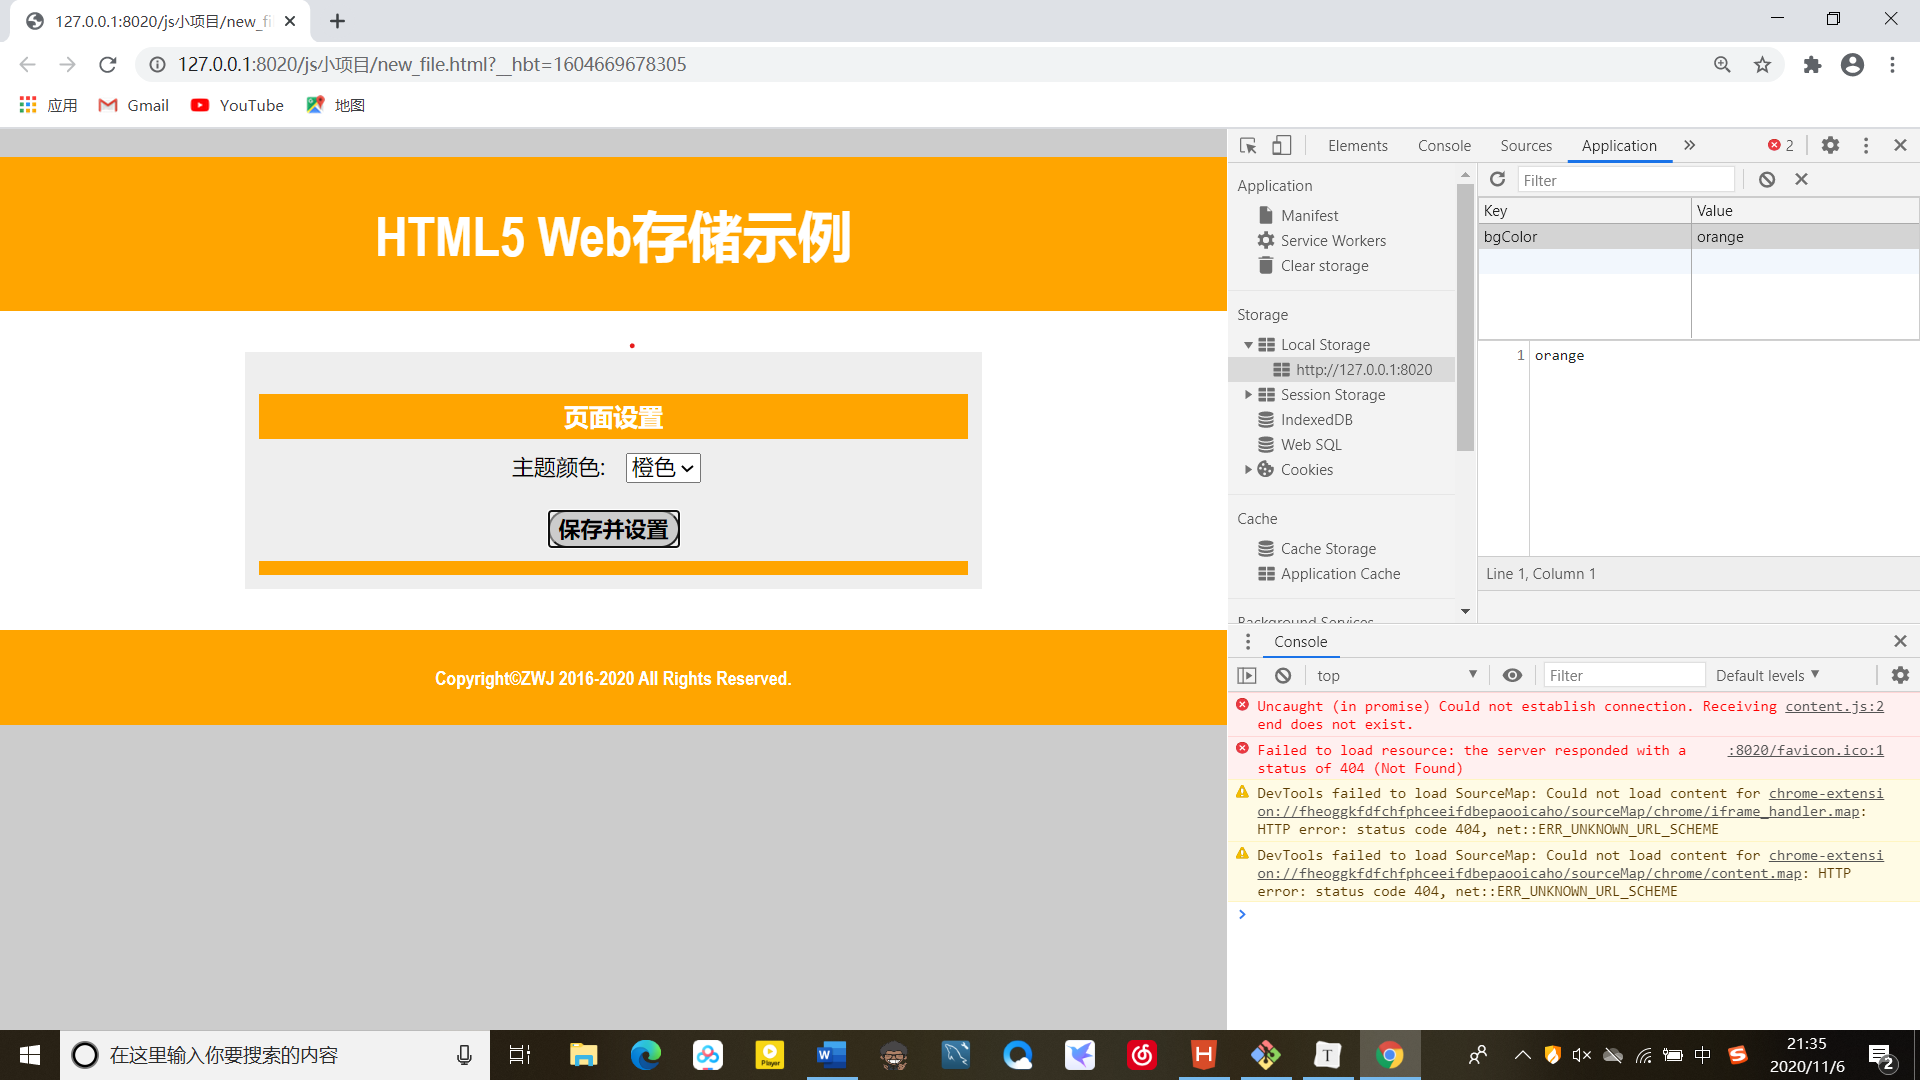 127.0.0.1:8020/js小项目/new_fi
127.0.0.1:8020/js小项目/new_file.html?__hbt=1604669678305
应用
Gmail
YouTube
地图
HTML5 Web存储示例
页面设置
主题颜色:
橙色
保存并设置
Copyright©ZWJ 2016-2020 All Rights Reserved.
Elements
Console
Sources
Application
»
2
Application
Manifest
Service Workers
Clear storage
Storage
Local Storage
http://127.0.0.1:8020
Session Storage
IndexedDB
Web SQL
Cookies
Cache
Cache Storage
Application Cache
Background Services
Filter
Key
Value
bgColor
orange
1
orange
Line 1, Column 1
Console
top
Filter
Default levels
Uncaught (in promise) Could not establish connection. Receiving content.js:2
end does not exist.
Failed to load resource: the server responded with a :8020/favicon.ico:1
status of 404 (Not Found)
DevTools failed to load SourceMap: Could not load content for chrome-extensi
on://fheoggkfdfchfphceeifdbepaooicaho/sourceMap/chrome/iframe_handler.map:
HTTP error: status code 404, net::ERR_UNKNOWN_URL_SCHEME
DevTools failed to load SourceMap: Could not load content for chrome-extensi
on://fheoggkfdfchfphceeifdbepaooicaho/sourceMap/chrome/content.map: HTTP
error: status code 404, net::ERR_UNKNOWN_URL_SCHEME
在这里输入你要搜索的内容
Player
W
H
T
中
S
21:35
2020/11/6
2